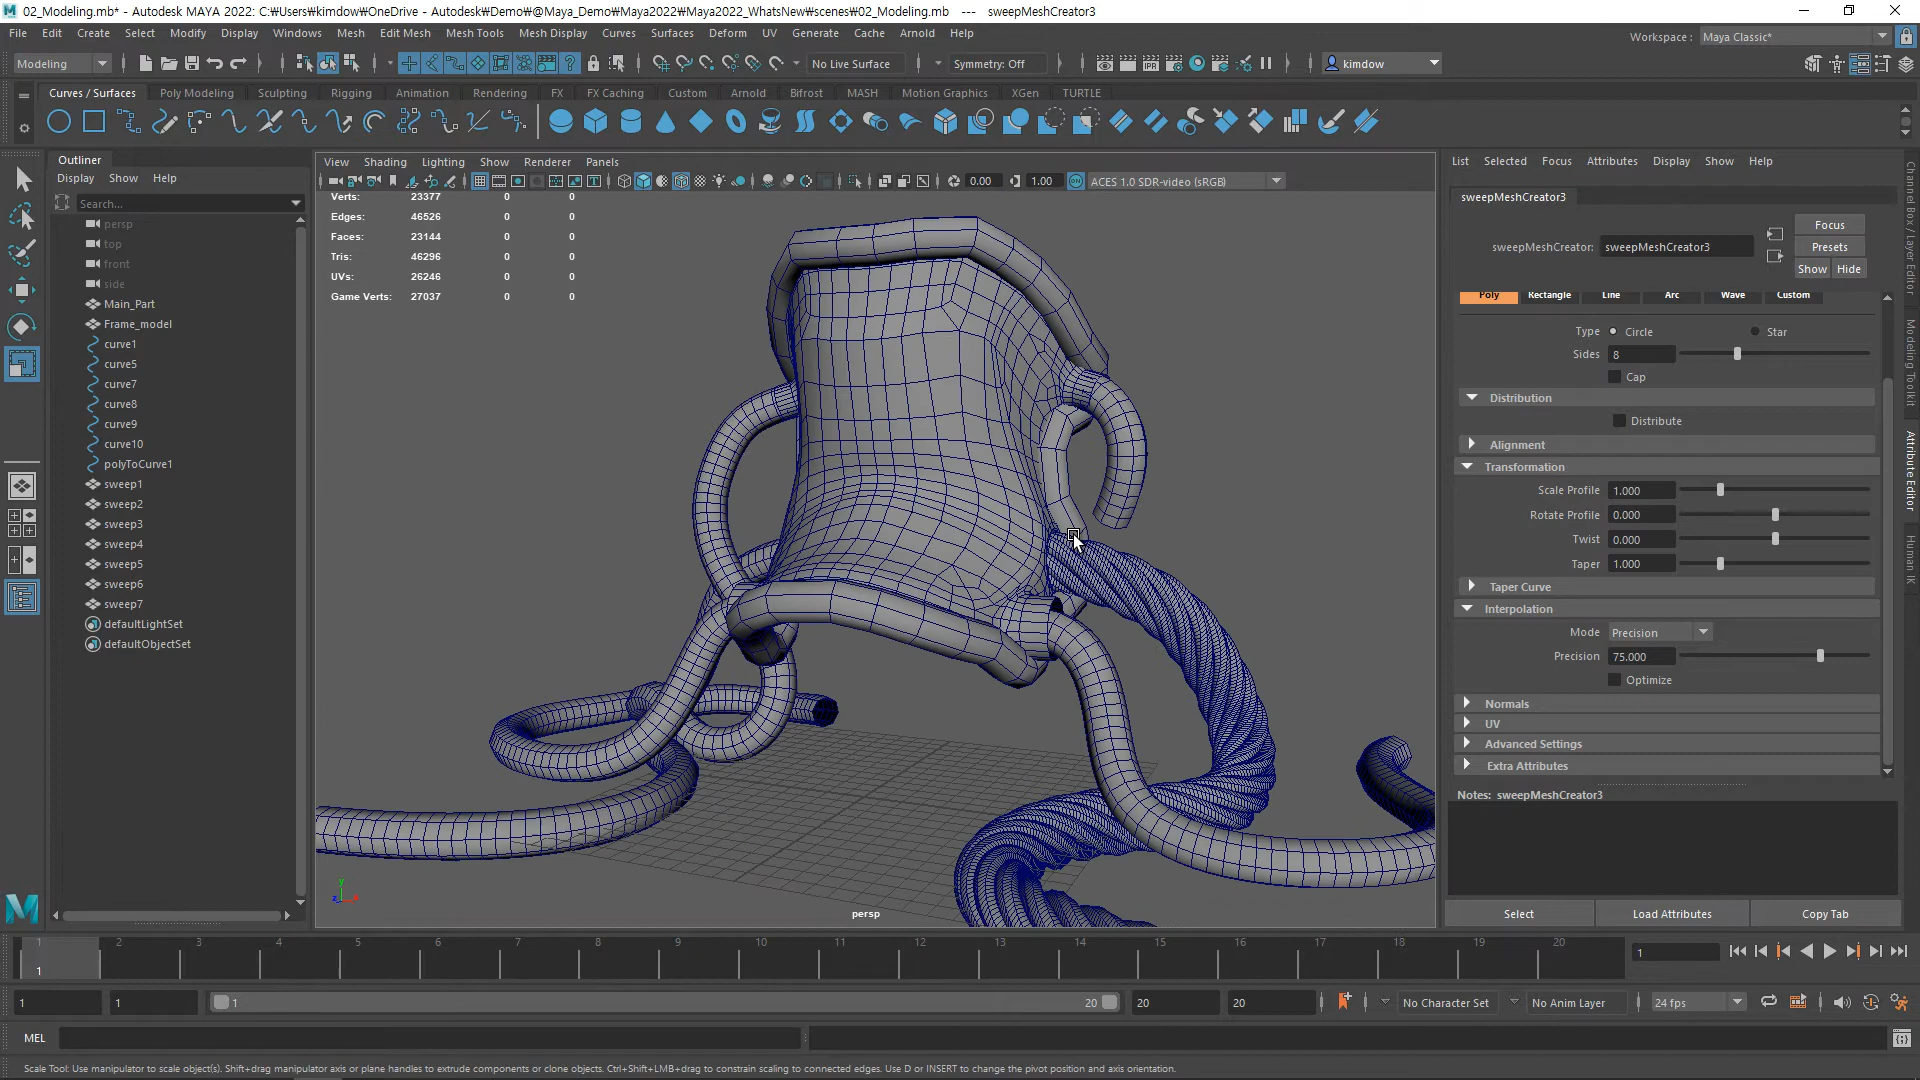 02_Modeling.mb* - Autodesk MAYA 2022: C:₩Users₩kimdow₩OneDrive - Autodesk₩Demo₩@Maya_Demo₩Maya2022₩Maya2022_WhatsNew₩scenes₩02_Modeling.mb   ---   sweepMeshCreator3
File Edit Create Select Modify Display Windows Mesh Edit Mesh Mesh Tools Mesh Display Curves Surfaces Deform UV Generate Cache Arnold Help
Workspace : Maya Classic*
Modeling No Live Surface Symmetry: Off IPR kimdow
Curves / Surfaces Poly Modeling Sculpting Rigging Animation Rendering FX FX Caching Custom Arnold Bifrost MASH Motion Graphics XGen TURTLE
Outliner
Display Show Help
Search...
persp
top
front
side
Main_Part
Frame_model
curve1
curve5
curve7
curve8
curve9
curve10
polyToCurve1
sweep1
sweep2
sweep3
sweep4
sweep5
sweep6
sweep7
defaultLightSet
defaultObjectSet
View Shading Lighting Show Renderer Panels
0.00 1.00 ACES 1.0 SDR-video (sRGB)
Verts: 23377 0 0
Edges: 46526 0 0
Faces: 23144 0 0
Tris: 46296 0 0
UVs: 26246 0 0
Game Verts: 27037 0 0
y
z x
persp
List Selected Focus Attributes Display Show Help
sweepMeshCreator3
Focus
sweepMeshCreator: sweepMeshCreator3 Presets
Show Hide
Poly Rectangle Line Arc Wave Custom
Type Circle Star
Sides 8
Cap
Distribution
Distribute
Alignment
Transformation
Scale Profile 1.000
Rotate Profile 0.000
Twist 0.000
Taper 1.000
Taper Curve
Interpolation
Mode Precision
Precision 75.000
Optimize
Normals
UV
Advanced Settings
Extra Attributes
Notes: sweepMeshCreator3
Select Load Attributes Copy Tab
Channel Box / Layer Editor
Modeling Toolkit
Attribute Editor
Human IK
1 2 3 4 5 6 7 8 9 10 11 12 13 14 15 16 17 18 19 20
1 1
1 1 1 20 20 20 No Character Set No Anim Layer 24 fps
MEL
Scale Tool: Use manipulator to scale object(s). Shift+drag manipulator axis or plane handles to extrude components or clone objects. Ctrl+Shift+LMB+drag to constrain scaling to connected edges. Use D or INSERT to change the pivot position and axis orientation.